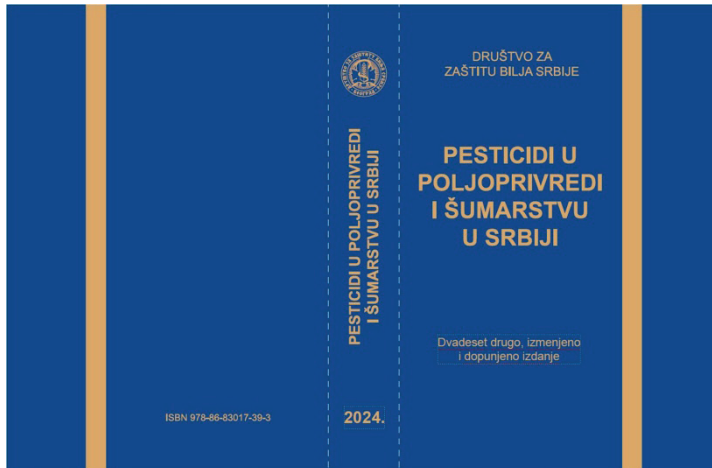 DRUŠTVO ZA
ZAŠTITU BILJA SRBIJE
PESTICIDI U
POLJOPRIVREDI
I ŠUMARSTVU
U SRBIJI
Dvadeset drugo, izmenjeno
i dopunjeno izdanje
PESTICIDI U POLJOPRIVREDI
I ŠUMARSTVU U SRBIJI
2024.
ISBN 978-86-83017-39-3